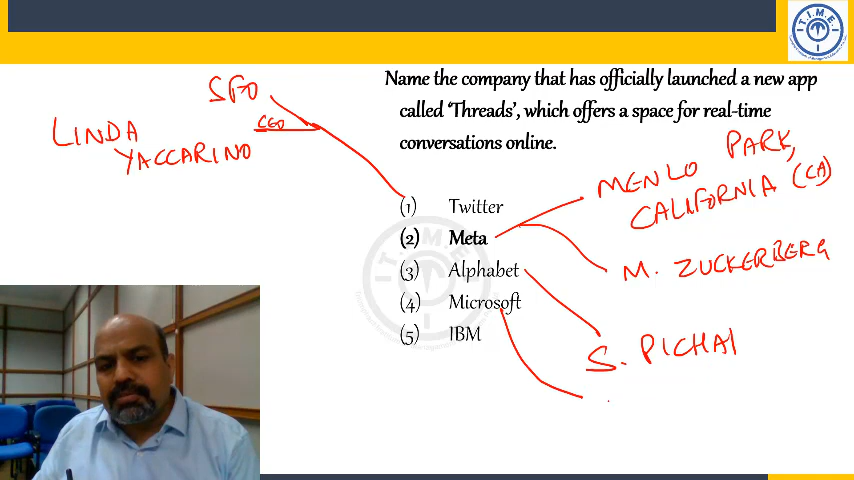 T.I.M.E.
Name the company that has officially launched a new app
called ‘Threads’, which offers a space for real-time
conversations online.
SFO
CEO
LINDA
YACCARINO
(1) Twitter
(2) Meta
(3) Alphabet
(4) Microsoft
(5) IBM
MENLO PARK,
CALIFORNIA (CA)
M. ZUCKERBERG
S. PICHAI